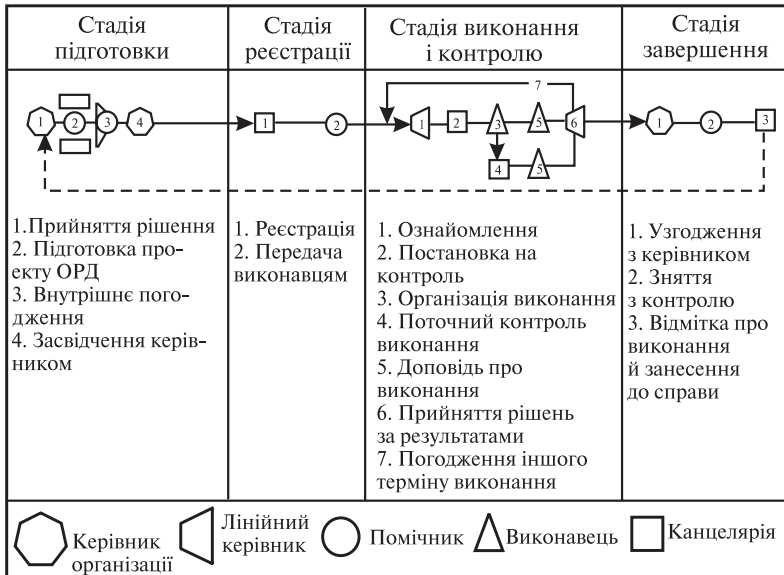 Стадія
підготовки
Стадія
реєстрації
Стадія виконання
і контролю
Стадія
завершення
1
2
3
4
1
2
7
1
2
3
5
6
4
5
1
2
3
1.Прийняття рішення
2. Підготовка про-
екту ОРД
3. Внутрішнє пого-
дження
4. Засвідчення керів-
ником
1. Реєстрація
2. Передача
виконавцям
1. Ознайомлення
2. Постановка на
контроль
3. Організація виконання
4. Поточний контроль
виконання
5. Доповідь про
виконання
6. Прийняття рішень
за результатами
7. Погодження іншого
терміну виконання
1. Узгодження
з керівником
2. Зняття
з контролю
3. Відмітка про
виконання
й занесення
до справи
Керівник
організації
Лінійний
керівник
Помічник
Виконавець
Канцелярія